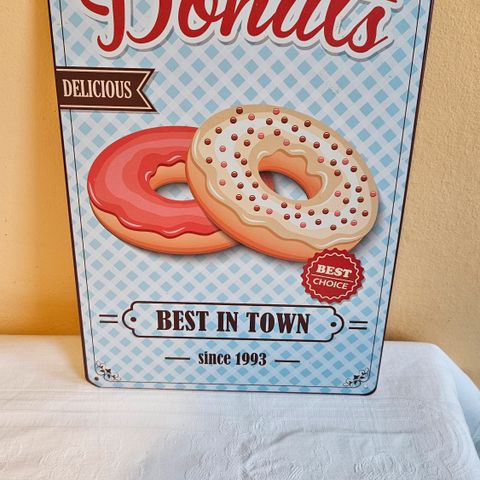 Donuts
DELICIOUS
BEST
CHOICE
BEST IN TOWN
since 1993